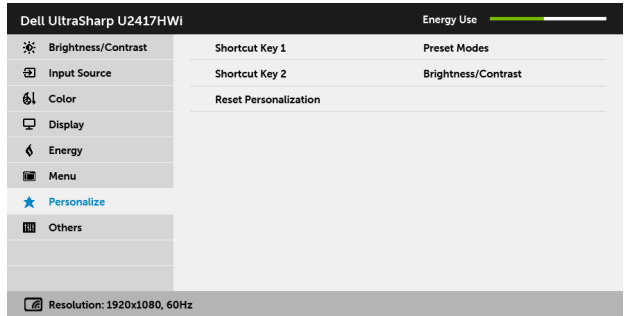 Dell UltraSharp U2417HWi
Energy Use
Brightness/Contrast
Shortcut Key 1
Preset Modes
Input Source
Shortcut Key 2
Brightness/Contrast
Color
Reset Personalization
Display
Energy
Menu
Personalize
Others
Resolution: 1920x1080, 60Hz